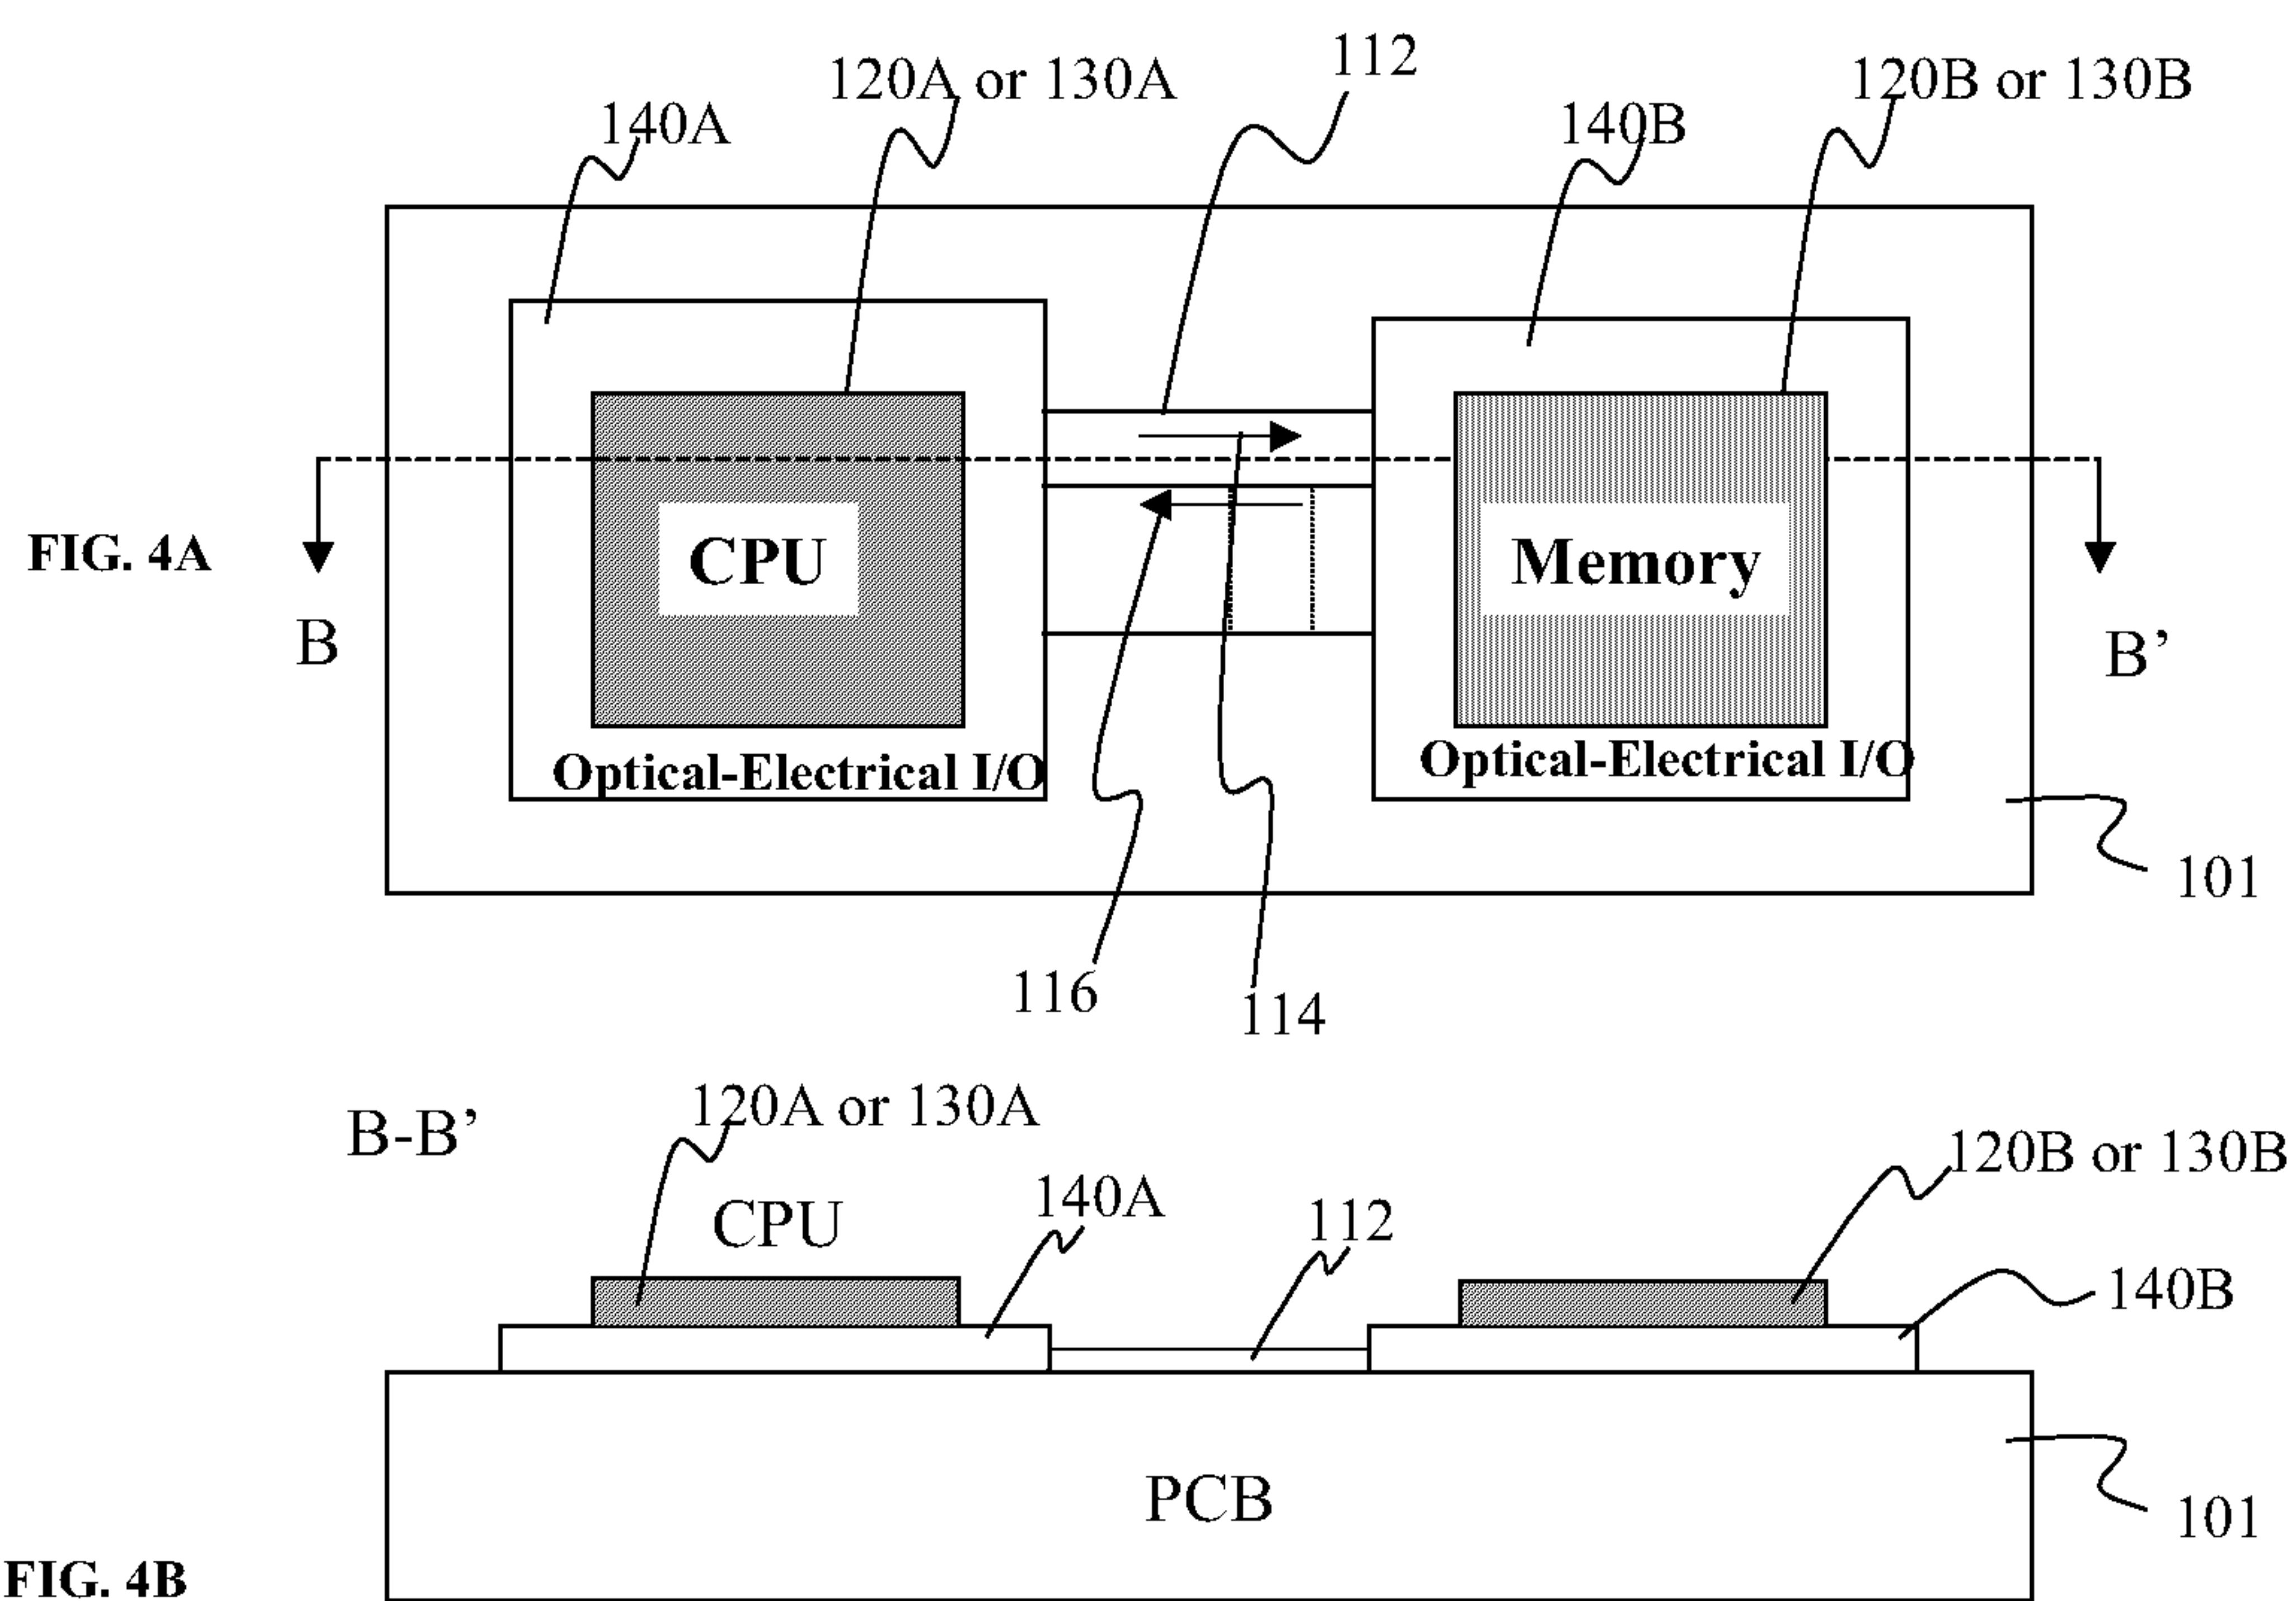 112
120A or 130A
120B or 130B
140A
140B
FIG. 4A
CPU
Memory
B
B’
Optical-Electrical I/O
Optical-Electrical I/O
101
116
114
B-B’
120A or 130A
120B or 130B
CPU
140A
112
140B
PCB
101
FIG. 4B